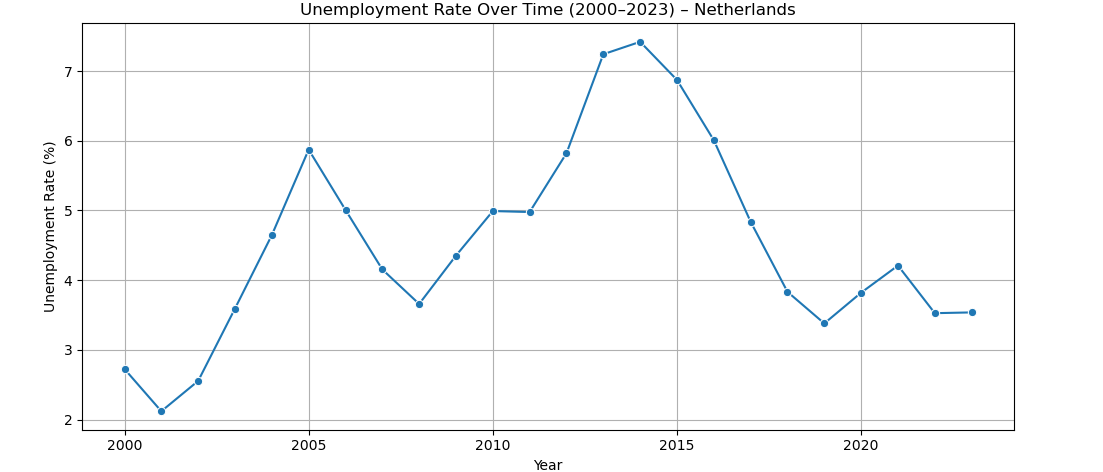 Unemployment Rate Over Time (2000–2023) – Netherlands
Unemployment Rate (%)
7
6
5
4
3
2
2000 2005 2010 2015 2020
Year